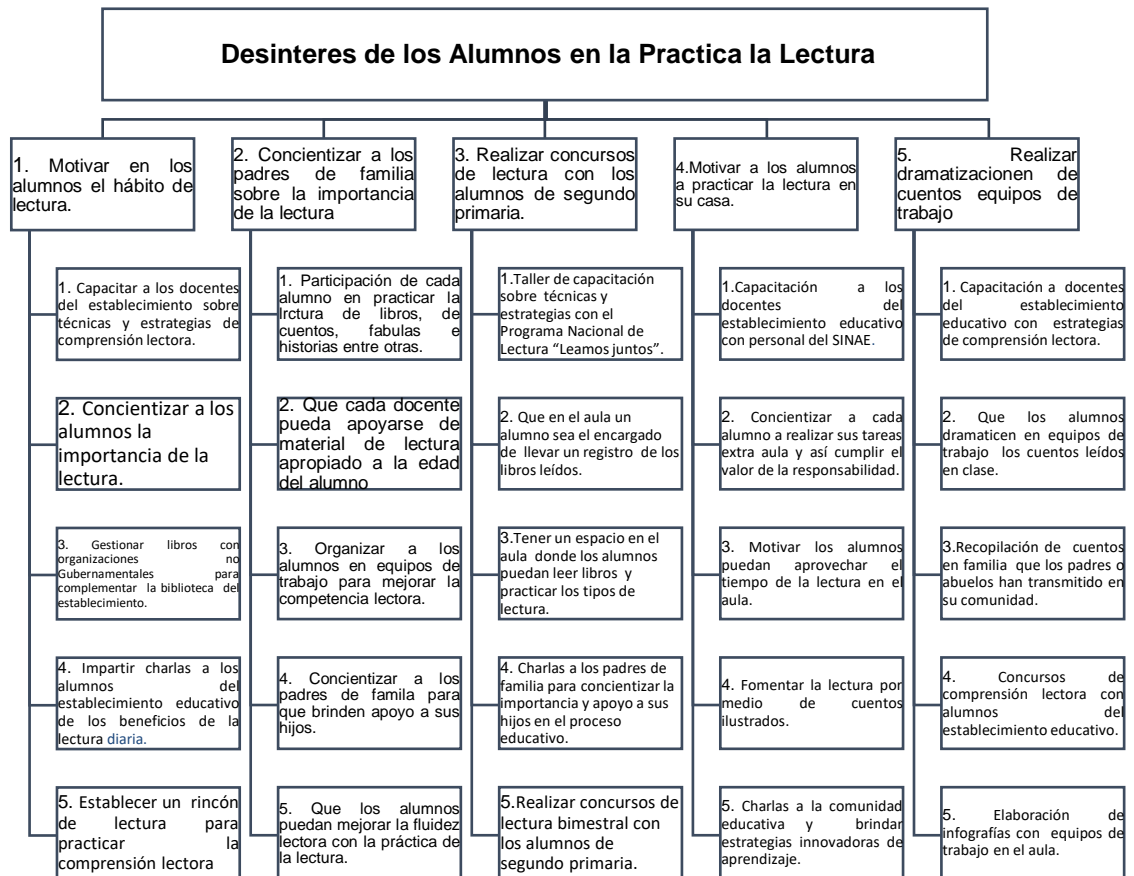 Desinteres de los Alumnos en la Practica la Lectura
1. Motivar en los
alumnos el hábito de
lectura.
1. Capacitar a los docentes
del establecimiento sobre
técnicas y estrategias de
comprensión lectora.
2. Concientizar a los
alumnos la
importancia de la
lectura.
3. Gestionar libros con
organizaciones no
Gubernamentales para
complementar la biblioteca del
establecimiento.
4. Impartir charlas a los
alumnos del
establecimiento educativo
de los beneficios de la
lectura diaria.
5. Establecer un rincón
de lectura para
practicar la
comprensión lectora
2. Concientizar a los
padres de familia
sobre la importancia
de la lectura
1. Participación de cada
alumno en practicar la
lrctura de libros, de
cuentos, fabulas e
historias entre otras.
2. Que cada docente
pueda apoyarse de
material de lectura
apropiado a la edad
del alumno
3. Organizar a los
alumnos en equipos de
trabajo para mejorar la
competencia lectora.
4. Concientizar a los
padres de famila para
que brinden apoyo a sus
hijos.
5. Que los alumnos
puedan mejorar la fluidez
lectora con la práctica de
la lectura.
3. Realizar concursos
de lectura con los
alumnos de segundo
primaria.
1.Taller de capacitación
sobre técnicas y
estrategias con el
Programa Nacional de
Lectura “Leamos juntos”.
2. Que en el aula un
alumno sea el encargado
de llevar un registro de los
libros leídos.
3.Tener un espacio en el
aula donde los alumnos
puedan leer libros y
practicar los tipos de
lectura.
4. Charlas a los padres de
familia para concientizar la
importancia y apoyo a sus
hijos en el proceso
educativo.
5.Realizar concursos de
lectura bimestral con
los alumnos de
segundo primaria.
4.Motivar a los alumnos
a practicar la lectura en
su casa.
1.Capacitación a los
docentes del
establecimiento educativo
con personal del SINAE.
2. Concientizar a cada
alumno a realizar sus tareas
extra aula y así cumplir el
valor de la responsabilidad.
3. Motivar los alumnos
puedan aprovechar el
tiempo de la lectura en el
aula.
4. Fomentar la lectura por
medio de cuentos
ilustrados.
5. Charlas a la comunidad
educativa y brindar
estrategias innovadoras de
aprendizaje.
5. Realizar
dramatizacionen de
cuentos equipos de
trabajo
1. Capacitación a docentes
del establecimiento
educativo con estrategias
de comprensión lectora.
2. Que los alumnos
dramaticen en equipos de
trabajo los cuentos leídos
en clase.
3.Recopilación de cuentos
en familia que los padres o
abuelos han transmitido en
su comunidad.
4. Concursos de
comprensión lectora con
alumnos del
establecimiento educativo.
5. Elaboración de
infografías con equipos de
trabajo en el aula.